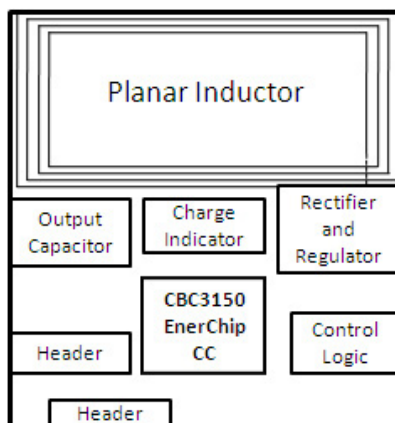 Planar Inductor
Output
Capacitor
Charge
Indicator
Rectifier
and
Regulator
CBC3150
EnerChip
CC
Header
Control
Logic
Header